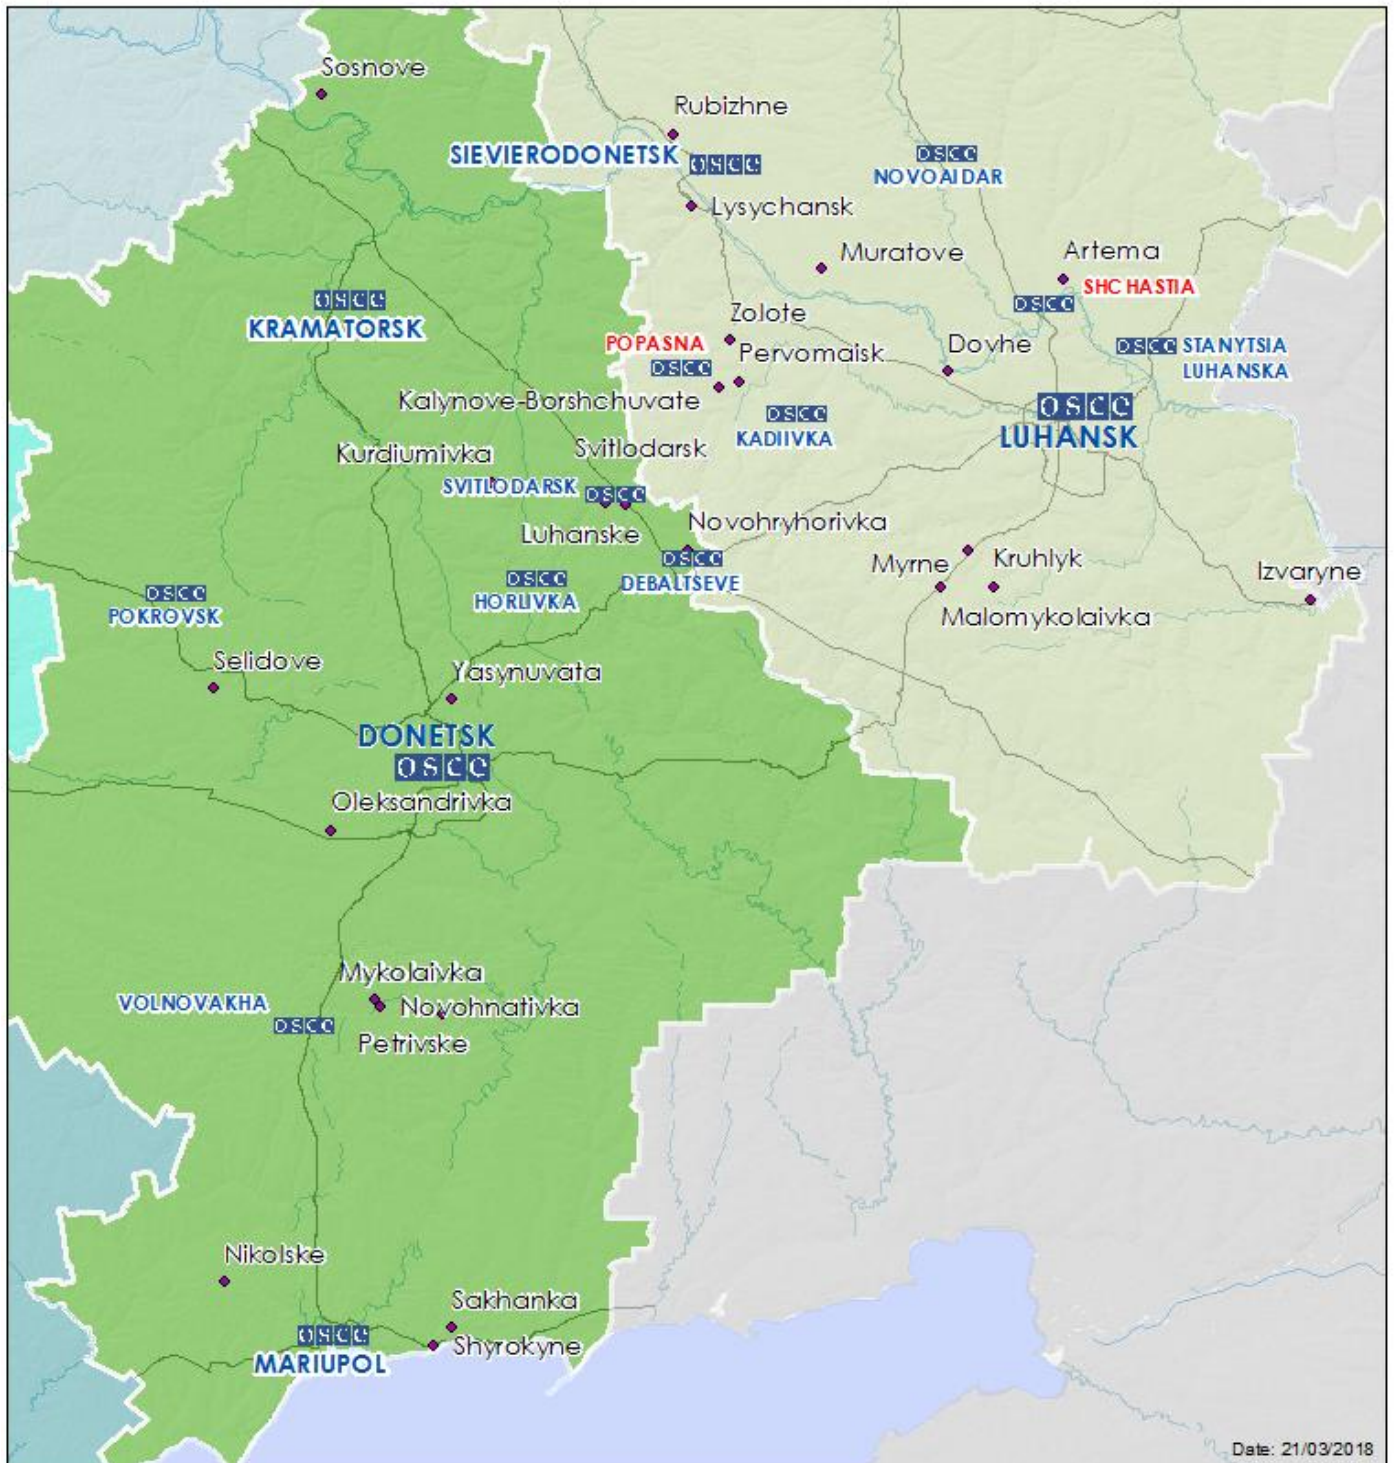 Sosnove
Rubizhne
SIEVIERODONETSK
OSCE
OSCE
NOVOAIDAR
Lysychansk
Muratove
Artema
SHCHASTIA
OSCE
OSCE
KRAMATORSK
Zolote
POPASNA
Pervomaisk
OSCE
Dovhe
OSCE STANYTSIA
LUHANSKA
Kalynove-Borshchuvate
OSCE
KADIIVKA
OSCE
LUHANSK
Kurdiumivka
Svitlodarsk
SVITLODARSK OSCE
Luhanske
Novohryhorivka
OSCE
DEBALTSEVE
Myrne
Kruhlyk
Izvaryne
Malomykolaivka
OSCE
HORLIVKA
OSCE
POKROVSK
Selidove
Yasynuvata
DONETSK
OSCE
Oleksandrivka
Mykolaivka
VOLNOVAKHA
OSCE
Novohnativka
Petrivske
Nikolske
Sakhanka
OSCE
MARIUPOL
Shyrokyne
Date: 21/03/2018